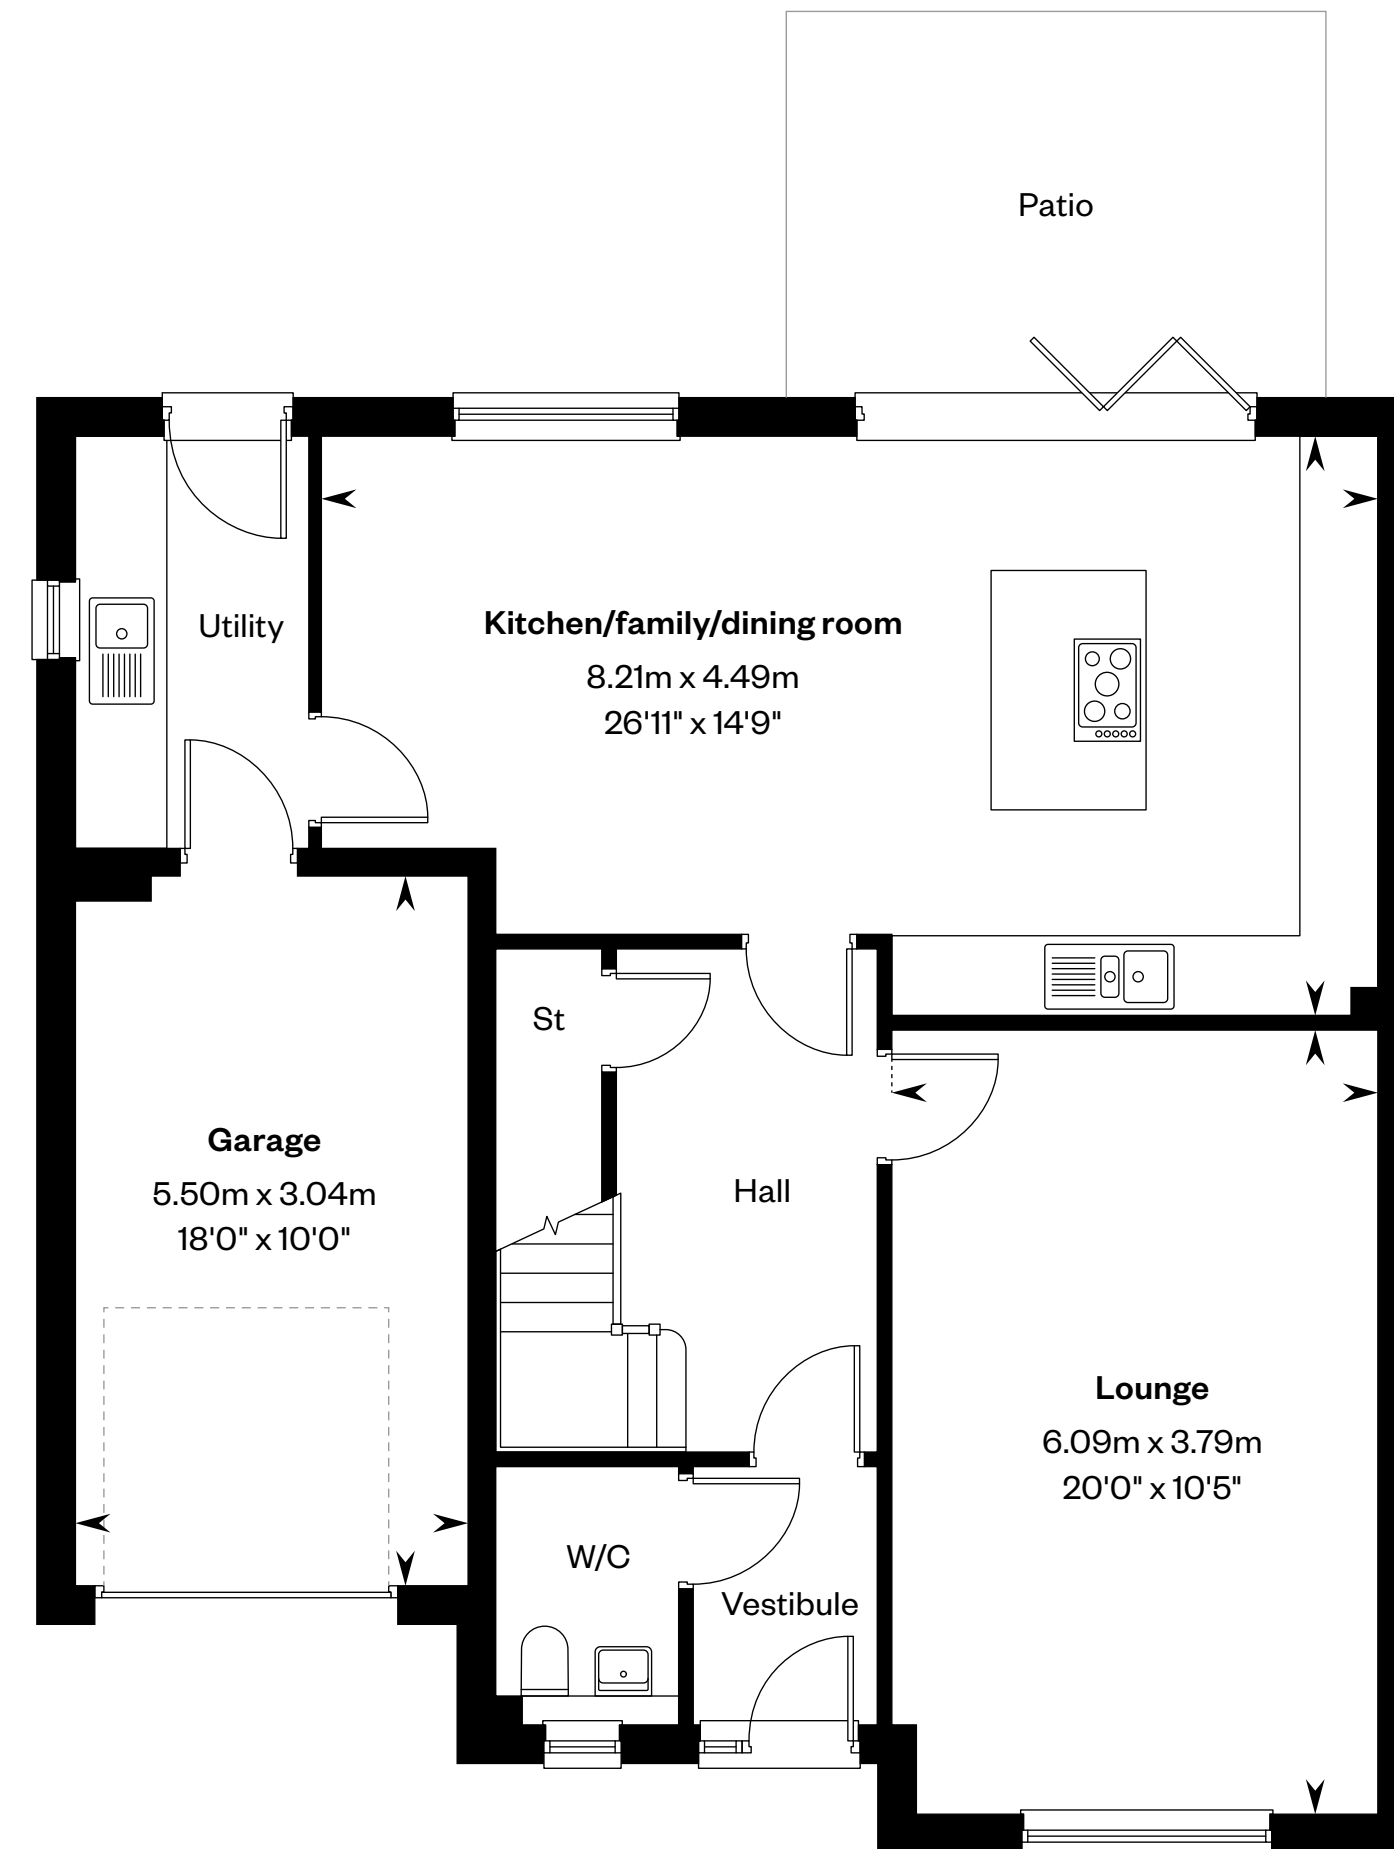 Patio
Utility
Kitchen/family/dining room
8.21m x 4.49m
26'11" x 14'9"
St
Garage
5.50m x 3.04m
18'0" x 10'0"
Hall
Lounge
6.09m x 3.79m
20'0" x 10'5"
W/C
Vestibule